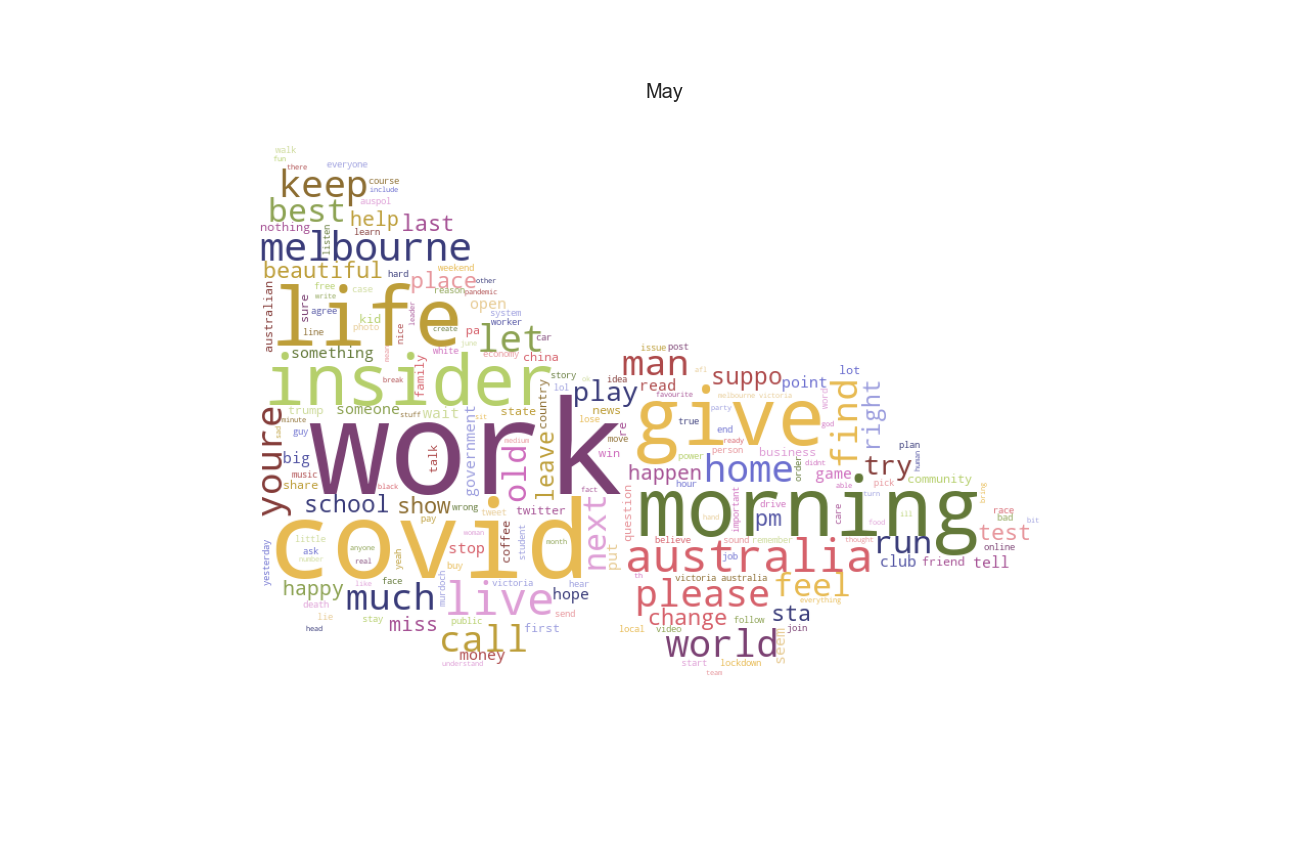 May
walk
fun
there
everyone
keep
course
include
best
auspol
help
last
nothing
listen
learn
melbourne
beautiful
hard
weekend
place
other
australian
sure
free
write
case
reason
pandemic
life
leader
open
agree
kid
photo
nice
create
system
worker
line
pa
let
car
june
something
white
economy
china
issue
post
man
insider
family
break
story
lol
idea
play
read
suppo
afl
point
lot
favourite
melbourne victoria
word
find
right
trump
minute
someone
stuff
wait
sit
state
country
news
re
move
lose
true
give
party
god
youre
sad
guy
work
medium
end
ready
big
talk
government
old
leave
win
person
business
didnt
plan
human
music
share
black
fact
happen
power
home
order
game
try
school
show
wrong
tweet
twitter
hour
able
pick
community
turn
bring
covid
pay
woman
next
question
morning
important
drive
pm
care
ill
race
bad
bit
hand
food
run
test
online
yesterday
little
ask
number
anyone
real
yeah
stop
coffee
student
month
put
believe
sound
remember
thought
australia
job
club
friend
tell
buy
happy
like
face
murdoch
victoria
hear
th
victoria australia
feel
everything
please
much
live
hope
death
lie
head
stay
miss
public
send
first
change
follow
sta
join
local
video
call
money
understand
world
seem
start
lockdown
team